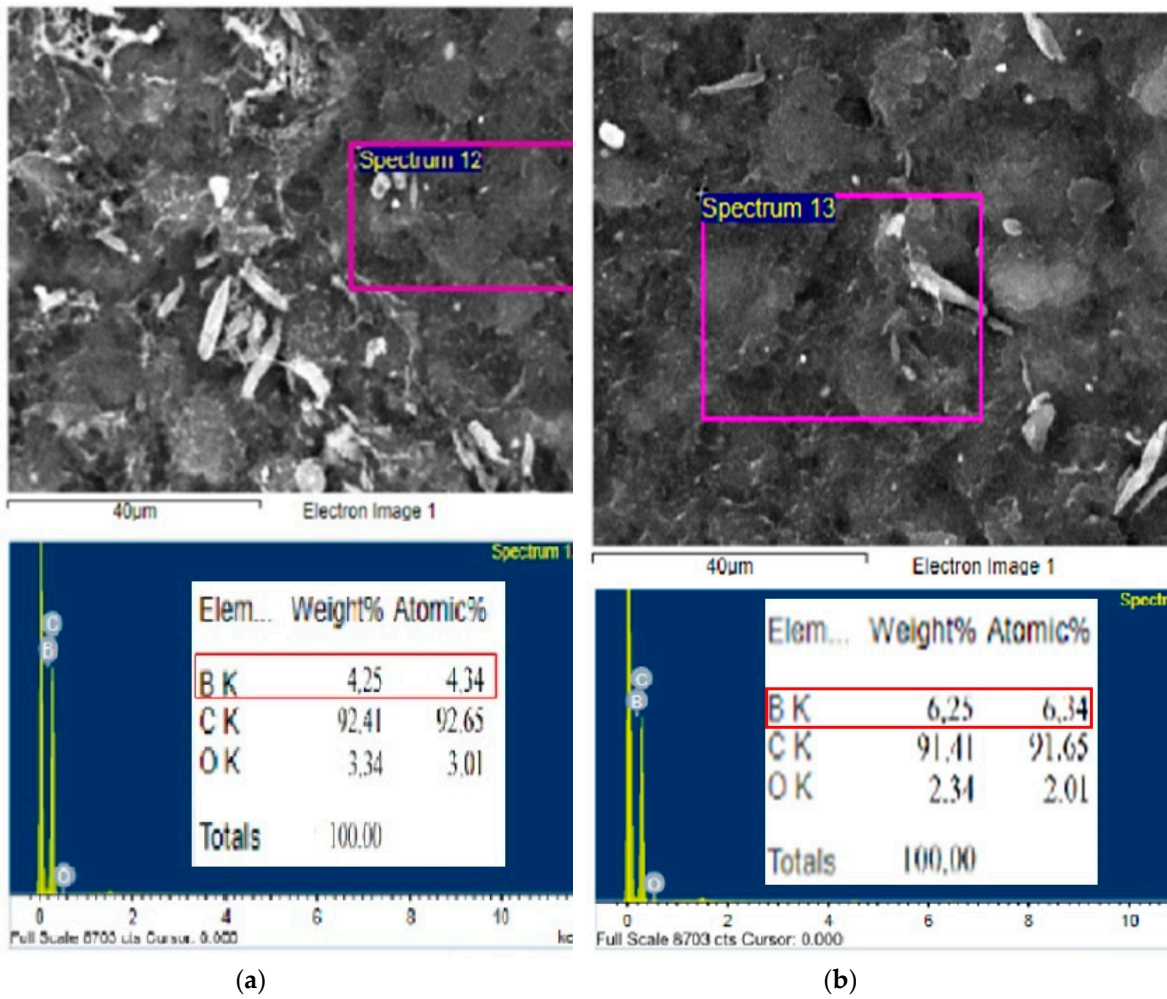 Spectrum 12
40µm Electron Image 1
Spectrum 1
C
B
O
Elem... Weight% Atomic%
B K 4,25 4.34
C K 92,41 92.65
O K 3,34 3.01
Totals 100.00
0 2 4 6 8 10
Full Scale 8703 cts Cursor: 0.000
(a)
Spectrum 13
40µm Electron Image 1
Spectr
C
B
O
Elem... Weight% Atomic%
B K 6,25 6,34
C K 91.41 91.65
O K 2.34 2.01
Totals 100,00
0 2 4 6 8 10
Full Scale 8703 cts Cursor: 0.000
(b)